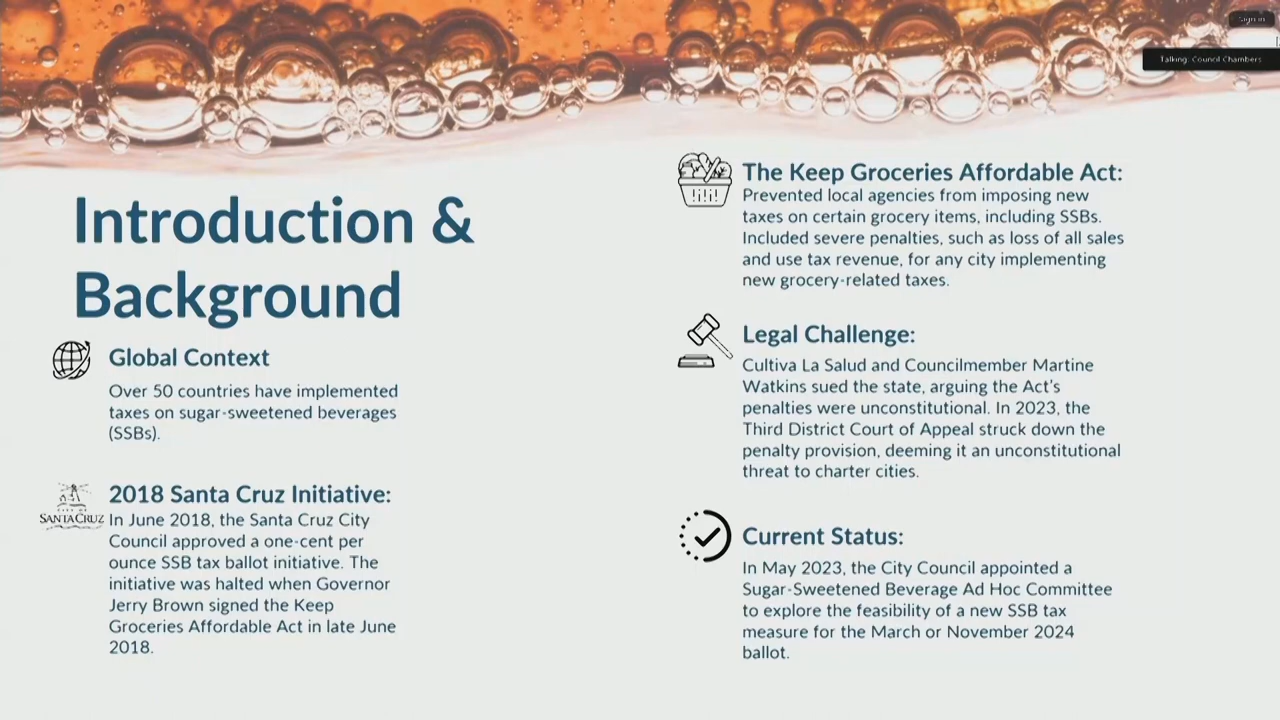 Sign in
Talking: Council Chambers
Introduction &
Background
Global Context
Over 50 countries have implemented
taxes on sugar-sweetened beverages
(SSBs).
2018 Santa Cruz Initiative:
SANTA CRUZ
In June 2018, the Santa Cruz City
Council approved a one-cent per
ounce SSB tax ballot initiative. The
initiative was halted when Governor
Jerry Brown signed the Keep
Groceries Affordable Act in late June
2018.
The Keep Groceries Affordable Act:
Prevented local agencies from imposing new
taxes on certain grocery items, including SSBs.
Included severe penalties, such as loss of all sales
and use tax revenue, for any city implementing
new grocery-related taxes.
Legal Challenge:
Cultiva La Salud and Councilmember Martine
Watkins sued the state, arguing the Act's
penalties were unconstitutional. In 2023, the
Third District Court of Appeal struck down the
penalty provision, deeming it an unconstitutional
threat to charter cities.
Current Status:
In May 2023, the City Council appointed a
Sugar-Sweetened Beverage Ad Hoc Committee
to explore the feasibility of a new SSB tax
measure for the March or November 2024
ballot.